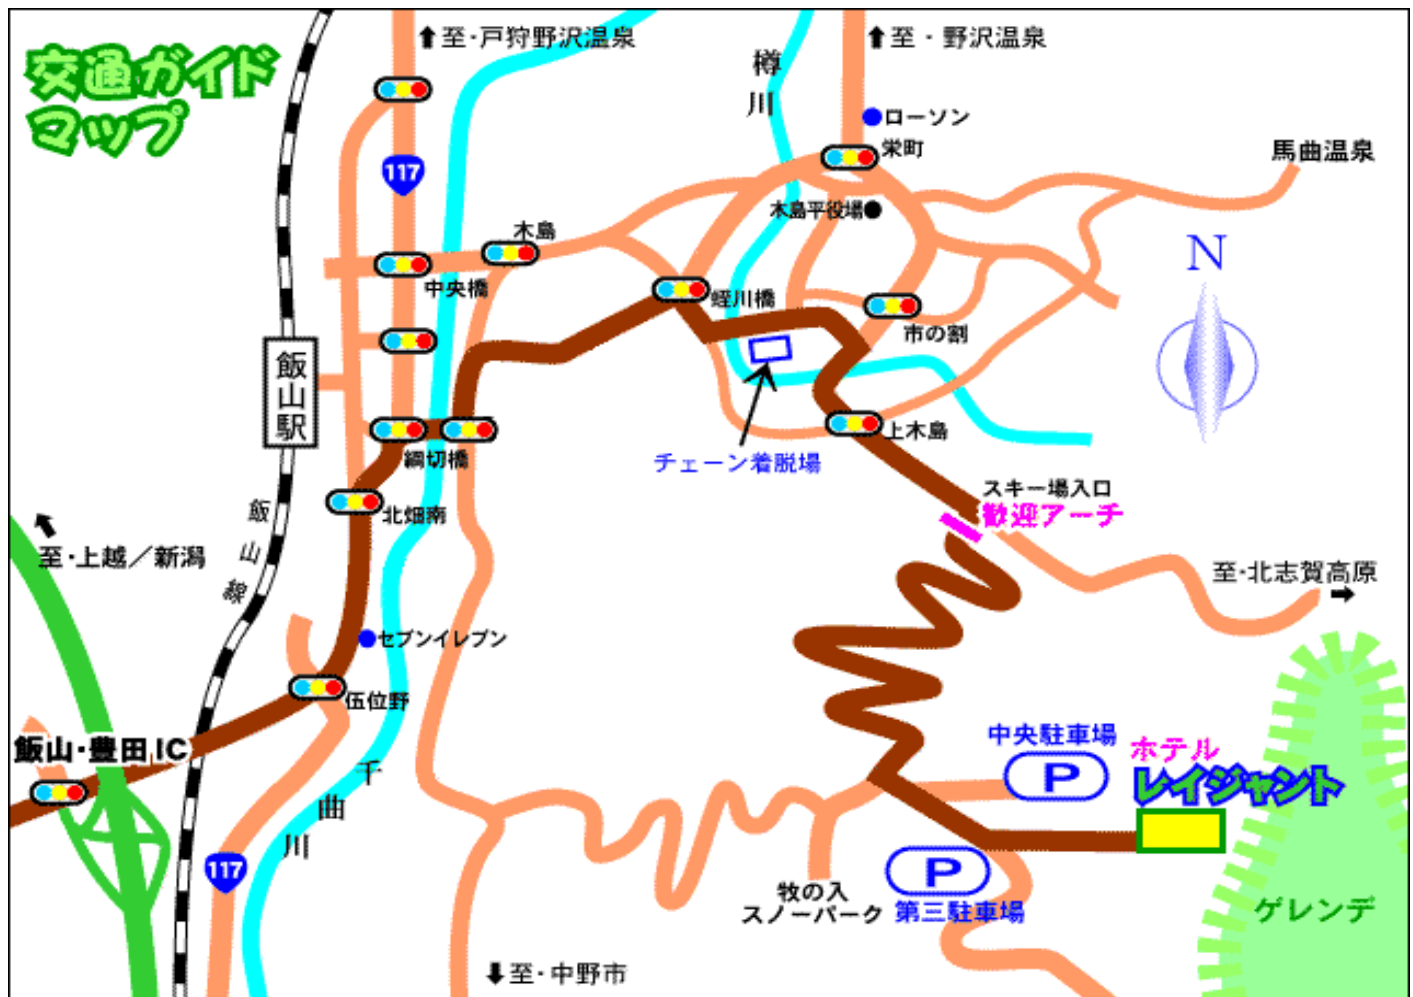 交通ガイド
マップ
至・戸狩野沢温泉
至・野沢温泉
樽川
ローソン
栄町
馬曲温泉
117
木島平役場
木島
N
中央橋
蛭川橋
市の割
飯山駅
綱切橋
上木島
チェーン着脱場
スキー場入口
歓迎アーチ
北畑南
飯山線
至・上越/新潟
至・北志賀高原
セブンイレブン
伍位野
飯山・豊田IC
中央駐車場
P
ホテル
レイジャント
千曲川
117
P
第三駐車場
牧の入
スノーパーク
ゲレンデ
至・中野市